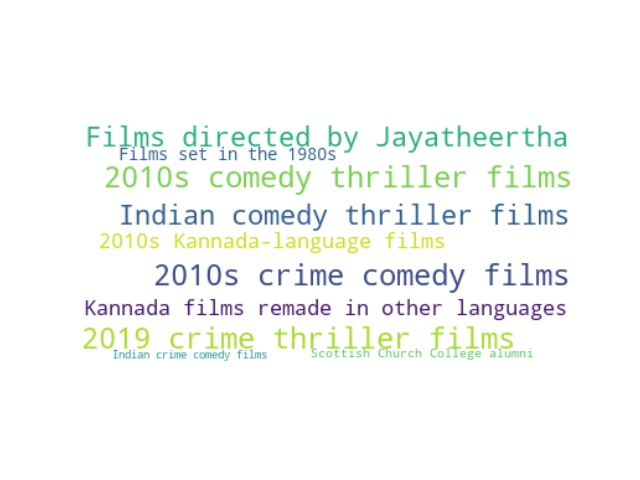 Films directed by Jayatheertha
Films set in the 1980s
2010s comedy thriller films
Indian comedy thriller films
2010s Kannada-language films
2010s crime comedy films
Kannada films remade in other languages
2019 crime thriller films
Indian crime comedy films
Scottish Church College alumni